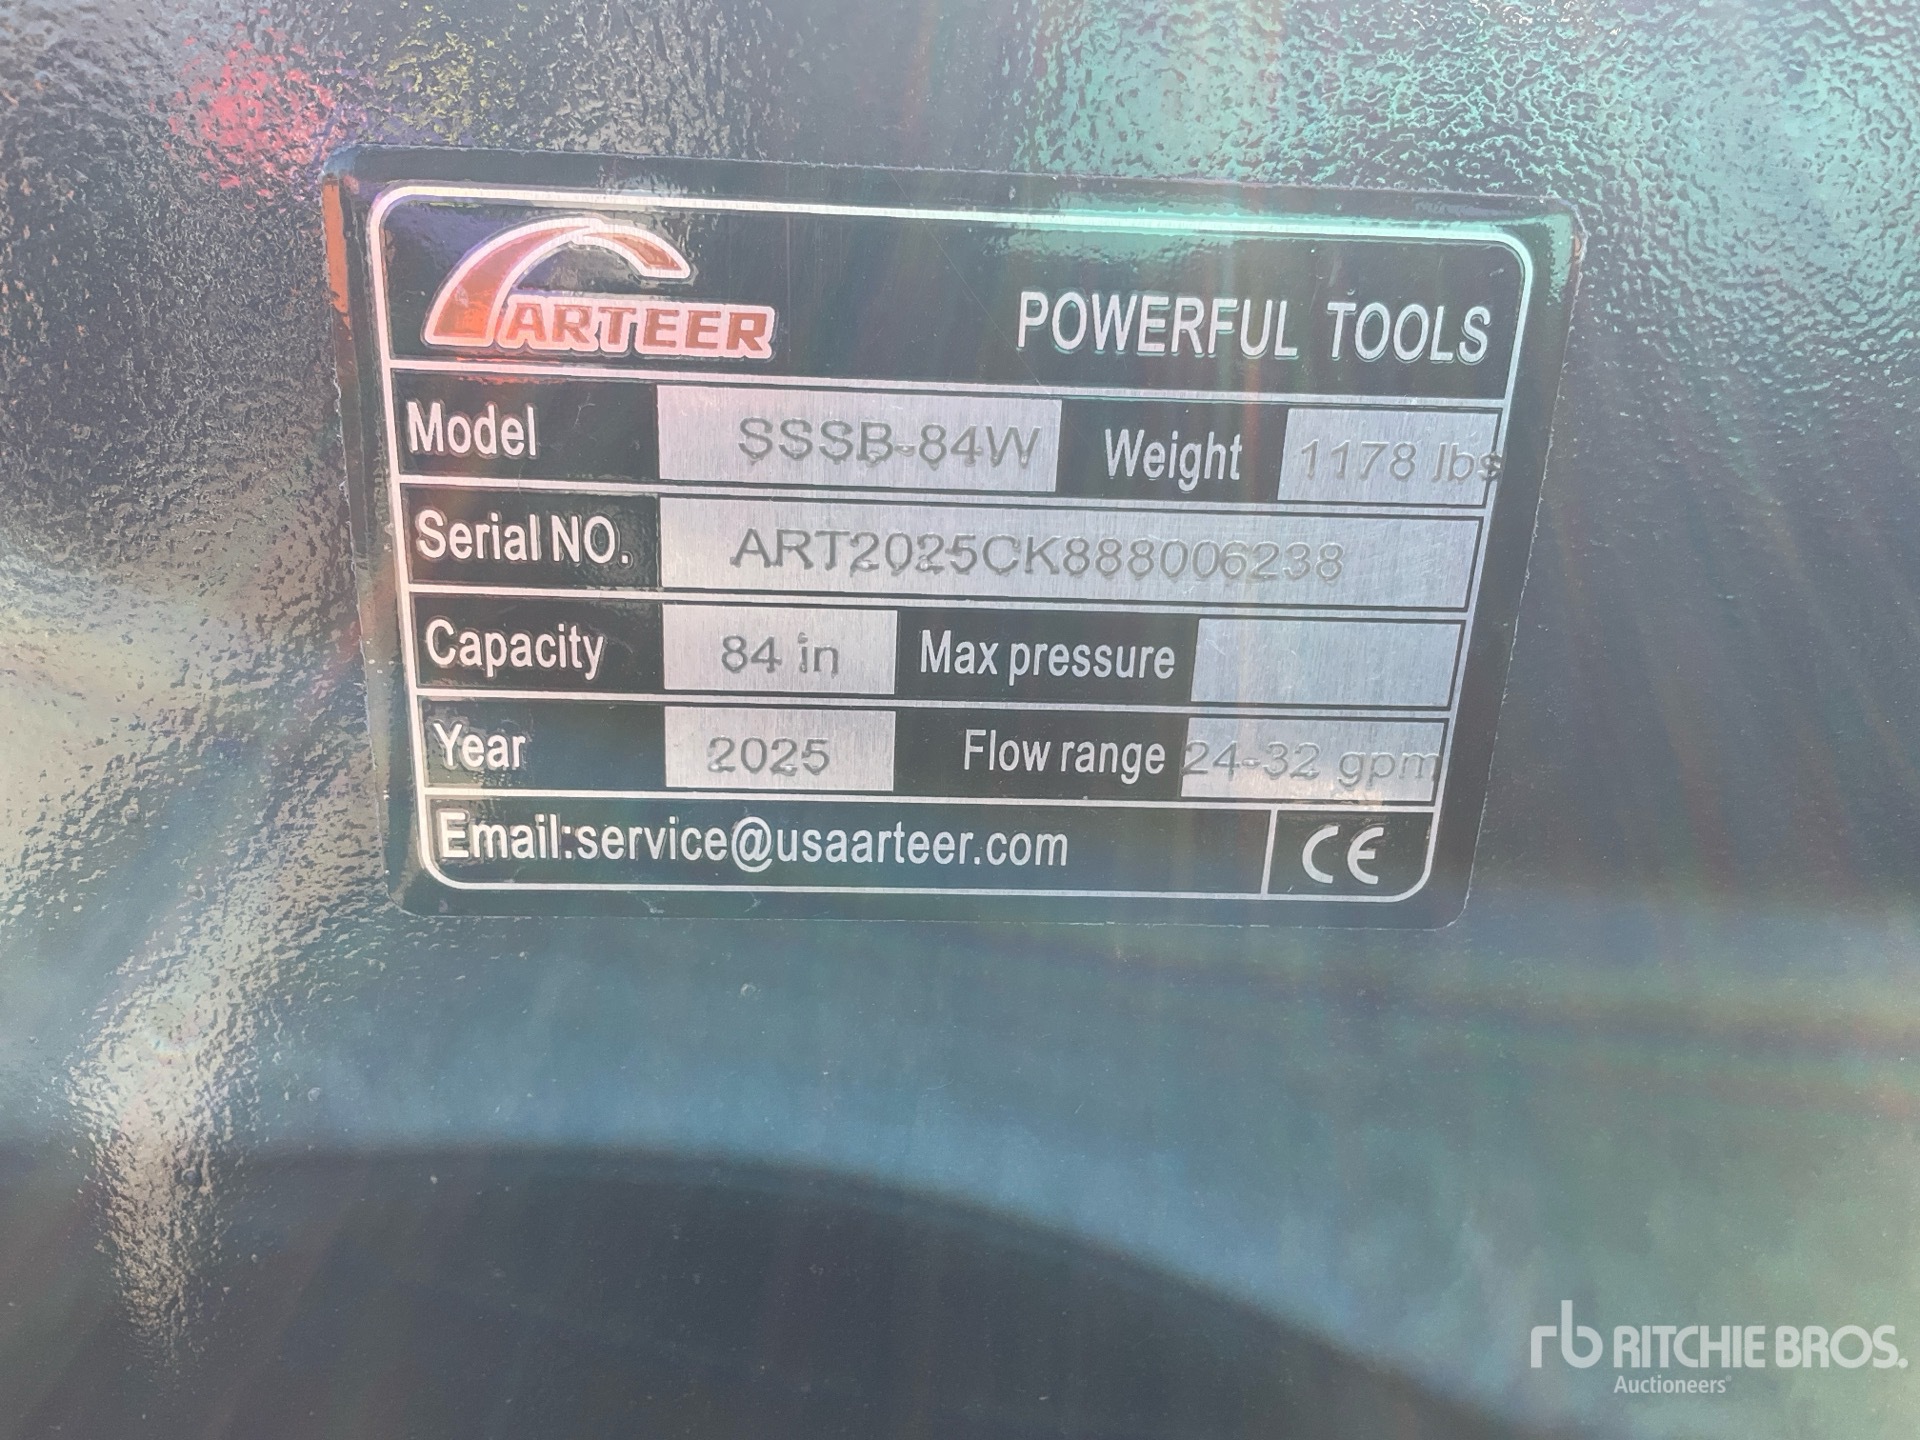 ARTEER POWERFUL TOOLS
Model SSSB-84W Weight 1178 lbs
Serial NO. ART2025CK888006238
Capacity 84 in Max pressure
Year 2025 Flow range 24-32 gpm
Email:service@usaarteer.com CE
rb RITCHIE BROS.
Auctioneers